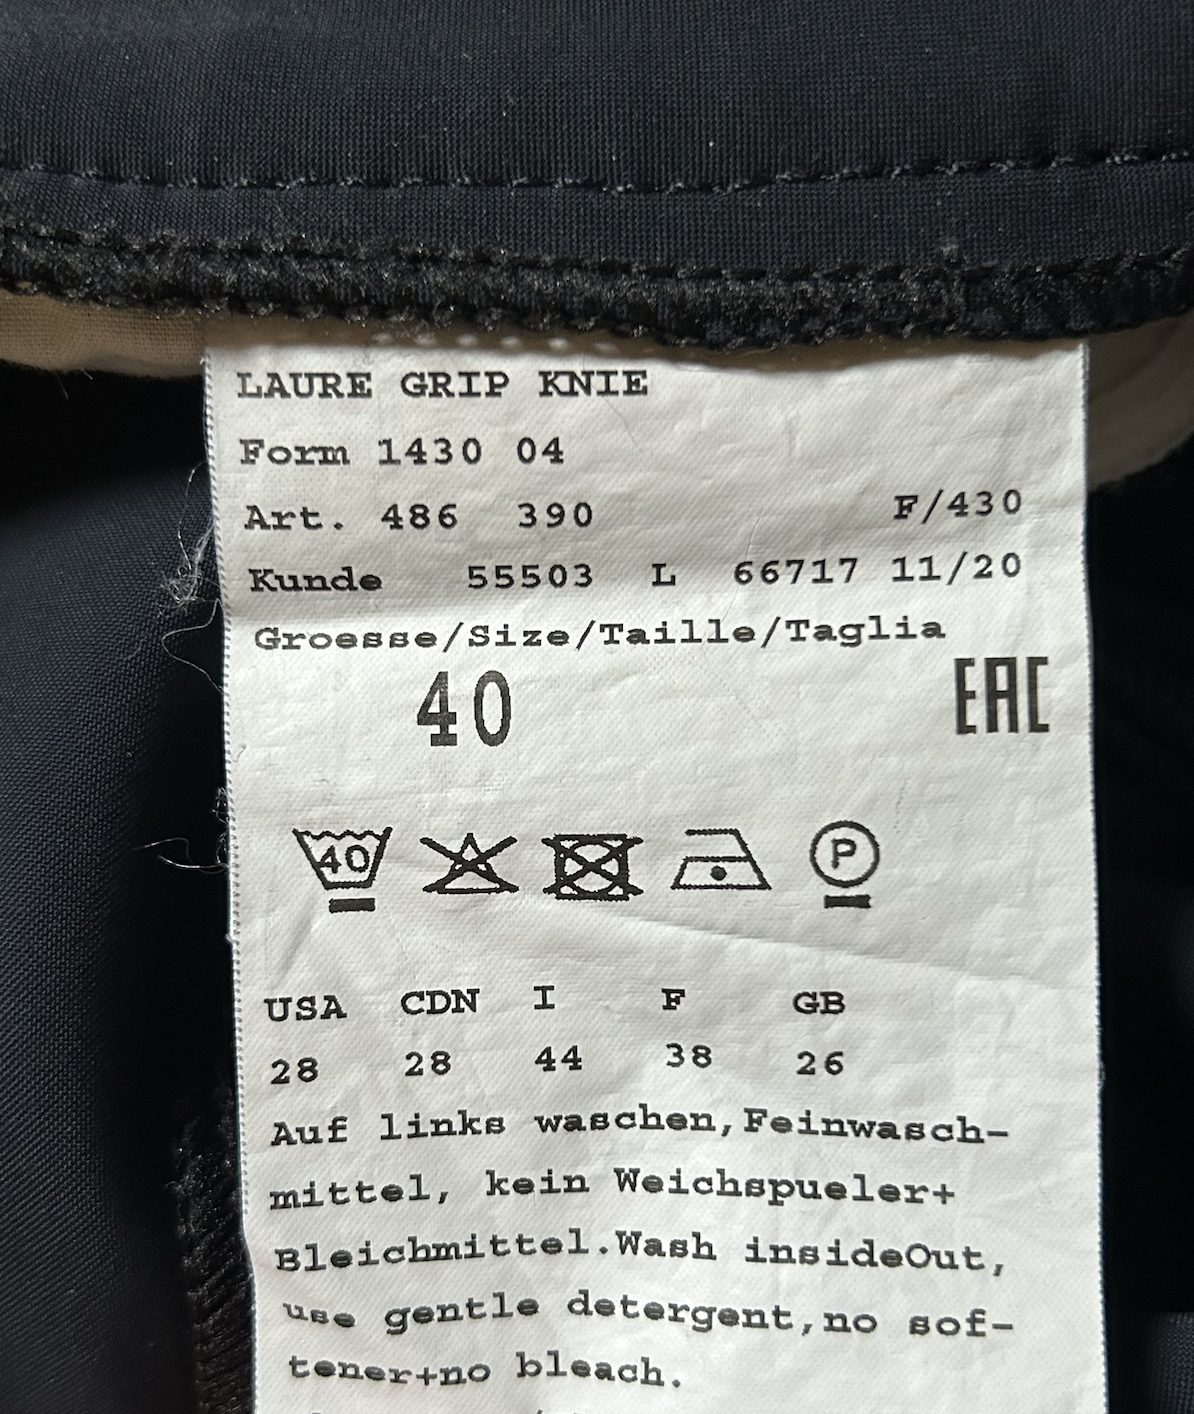 LAURE GRIP KNIE
Form 1430 04
Art. 486 390 F/430
Kunde 55503 L 66717 11/20
Groesse/Size/Taille/Taglia
40 EAC
40 P
USA CDN I F GB
28 28 44 38 26
Auf links waschen,Feinwasch-
mittel, kein Weichspueler+
Bleichmittel.Wash insideOut,
use gentle detergent,no sof-
tener+no bleach.